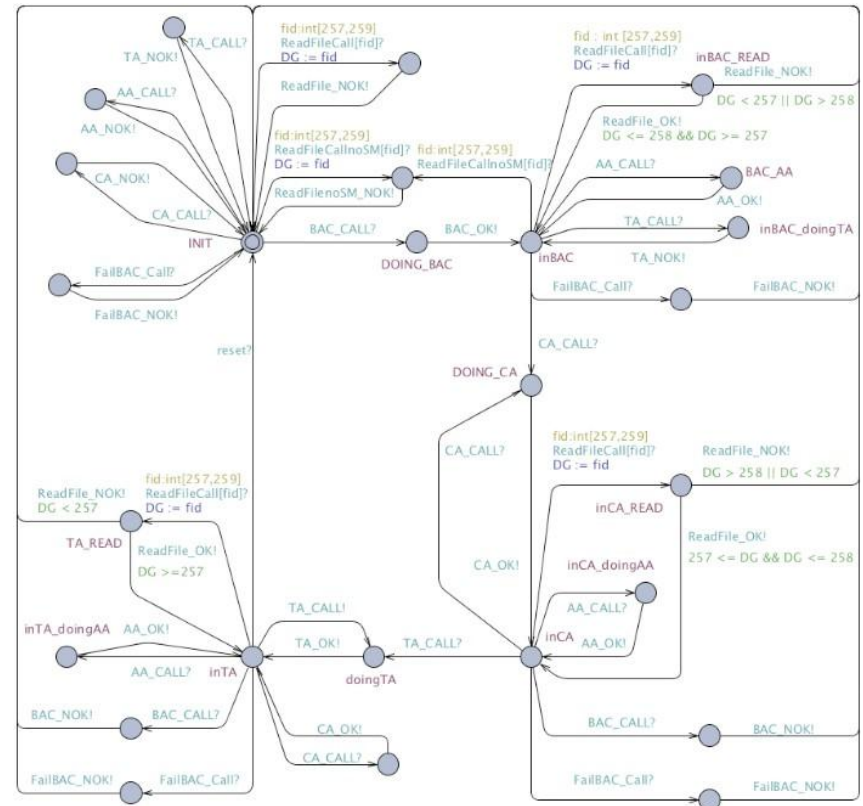 TA_CALL?
TA_NOK!
AA_CALL?
AA_NOK!
CA_NOK!
CA_CALL?
INIT
FailBAC_Call?
FailBAC_NOK!
fid:int[257,259]
ReadFileCall[fid]?
DG := fid
ReadFile_NOK!
fid:int[257,259]
ReadFileCallnoSM[fid]?
DG := fid
ReadFilenoSM_NOK!
fid:int[257,259]
ReadFileCallnoSM[fid]?
BAC_CALL?
DOING_BAC
BAC_OK!
inBAC
fid : int [257,259]
ReadFileCall[fid]?
DG := fid
inBAC_READ
ReadFile_NOK!
DG < 257 || DG > 258
ReadFile_OK!
DG <= 258 && DG >= 257
AA_CALL?
BAC_AA
AA_OK!
TA_CALL?
inBAC_doingTA
TA_NOK!
FailBAC_Call?
FailBAC_NOK!
reset?
CA_CALL?
DOING_CA
CA_CALL?
CA_OK!
fid:int[257,259]
ReadFileCall[fid]?
DG := fid
ReadFile_NOK!
DG > 258 || DG < 257
inCA_READ
ReadFile_OK!
257 <= DG && DG <= 258
inCA_doingAA
AA_CALL?
AA_OK!
inCA
fid:int[257,259]
ReadFileCall[fid]?
DG := fid
ReadFile_NOK!
DG < 257
TA_READ
ReadFile_OK!
DG >=257
inTA_doingAA
AA_OK!
AA_CALL?
inTA
TA_CALL!
TA_OK!
doingTA
TA_CALL?
BAC_NOK!
BAC_CALL?
CA_OK!
CA_CALL?
FailBAC_NOK!
FailBAC_Call?
BAC_CALL?
BAC_NOK!
FailBAC_Call?
FailBAC_NOK!